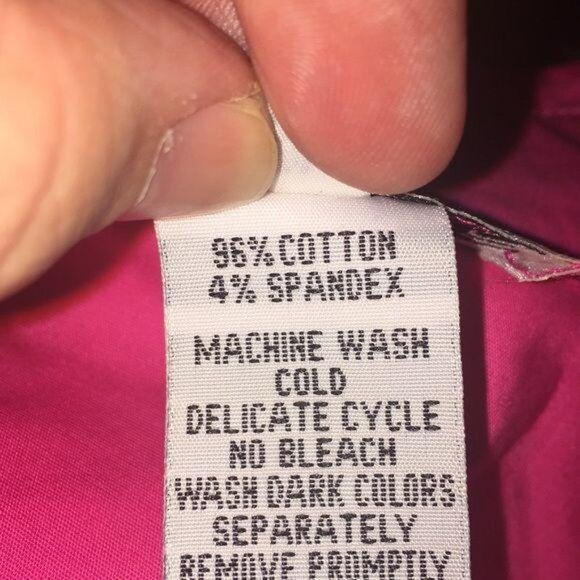 96% COTTON
4% SPANDEX
MACHINE WASH
COLD
DELICATE CYCLE
NO BLEACH
WASH DARK COLORS
SEPARATELY
REMOVE PROMPTLY